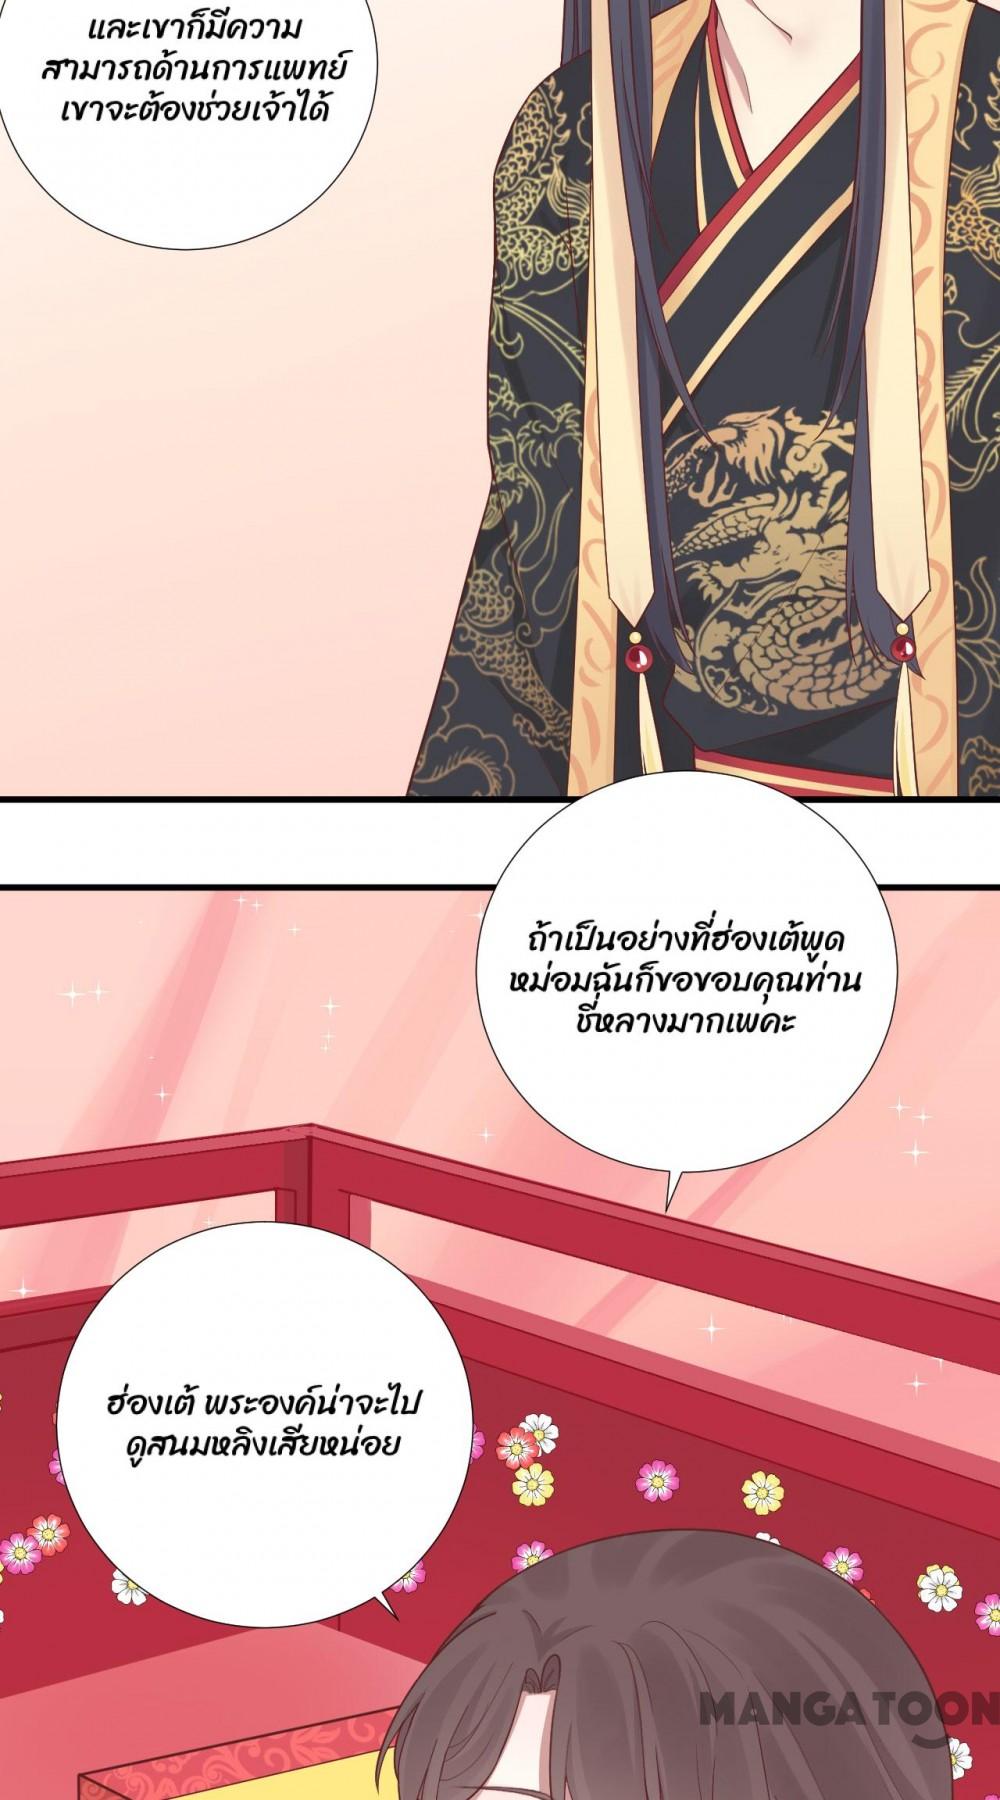 และเขาก็มีความ
สามารถด้านการแพทย์
เขาจะต้องช่วยเจ้าได้
ถ้าเป็นอย่างที่ฮ่องเต้พูด
หม่อมฉันก็ขอขอบคุณท่าน
ชี่หลางมากเพคะ
ฮ่องเต้ พระองค์น่าจะไป
ดูสนมหลิงเสียหน่อย
MANGATOON